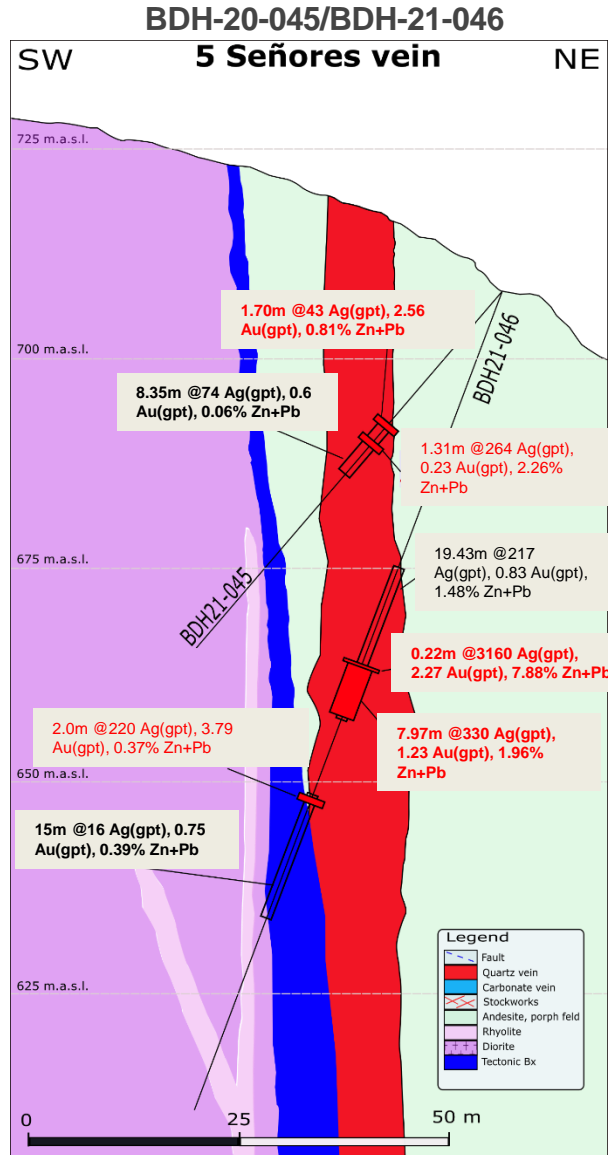 BDH-20-045/BDH-21-046
SW
5 Señores vein
NE
725 m.a.s.l.
1.70m @43 Ag(gpt), 2.56
Au(gpt), 0.81% Zn+Pb
700 m.a.s.l.
BDH21-046
8.35m @74 Ag(gpt), 0.6
Au(gpt), 0.06% Zn+Pb
1.31m @264 Ag(gpt),
0.23 Au(gpt), 2.26%
Zn+Pb
675 m.a.s.l.
19.43m @217
Ag(gpt), 0.83 Au(gpt),
1.48% Zn+Pb
BDH21-045
0.22m @3160 Ag(gpt),
2.27 Au(gpt), 7.88% Zn+Pb
2.0m @220 Ag(gpt), 3.79
Au(gpt), 0.37% Zn+Pb
7.97m @330 Ag(gpt),
1.23 Au(gpt), 1.96%
Zn+Pb
650 m.a.s.l.
15m @16 Ag(gpt), 0.75
Au(gpt), 0.39% Zn+Pb
625 m.a.s.l.
Legend
Fault
Quartz vein
Carbonate vein
Stockworks
Andesite, porph feld
Rhyolite
Diorite
Tectonic Bx
0
25
50 m